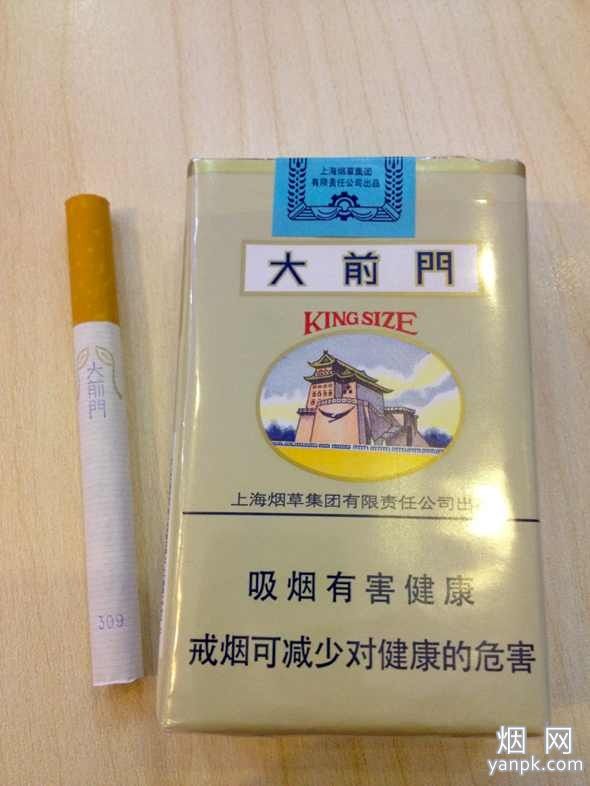 上海烟草集团
有限责任公司出品
大前門
KING SIZE
上海烟草集团有限责任公司出
吸烟有害健康
戒烟可减少对健康的危害
大前門
309
烟网
yanpk.com